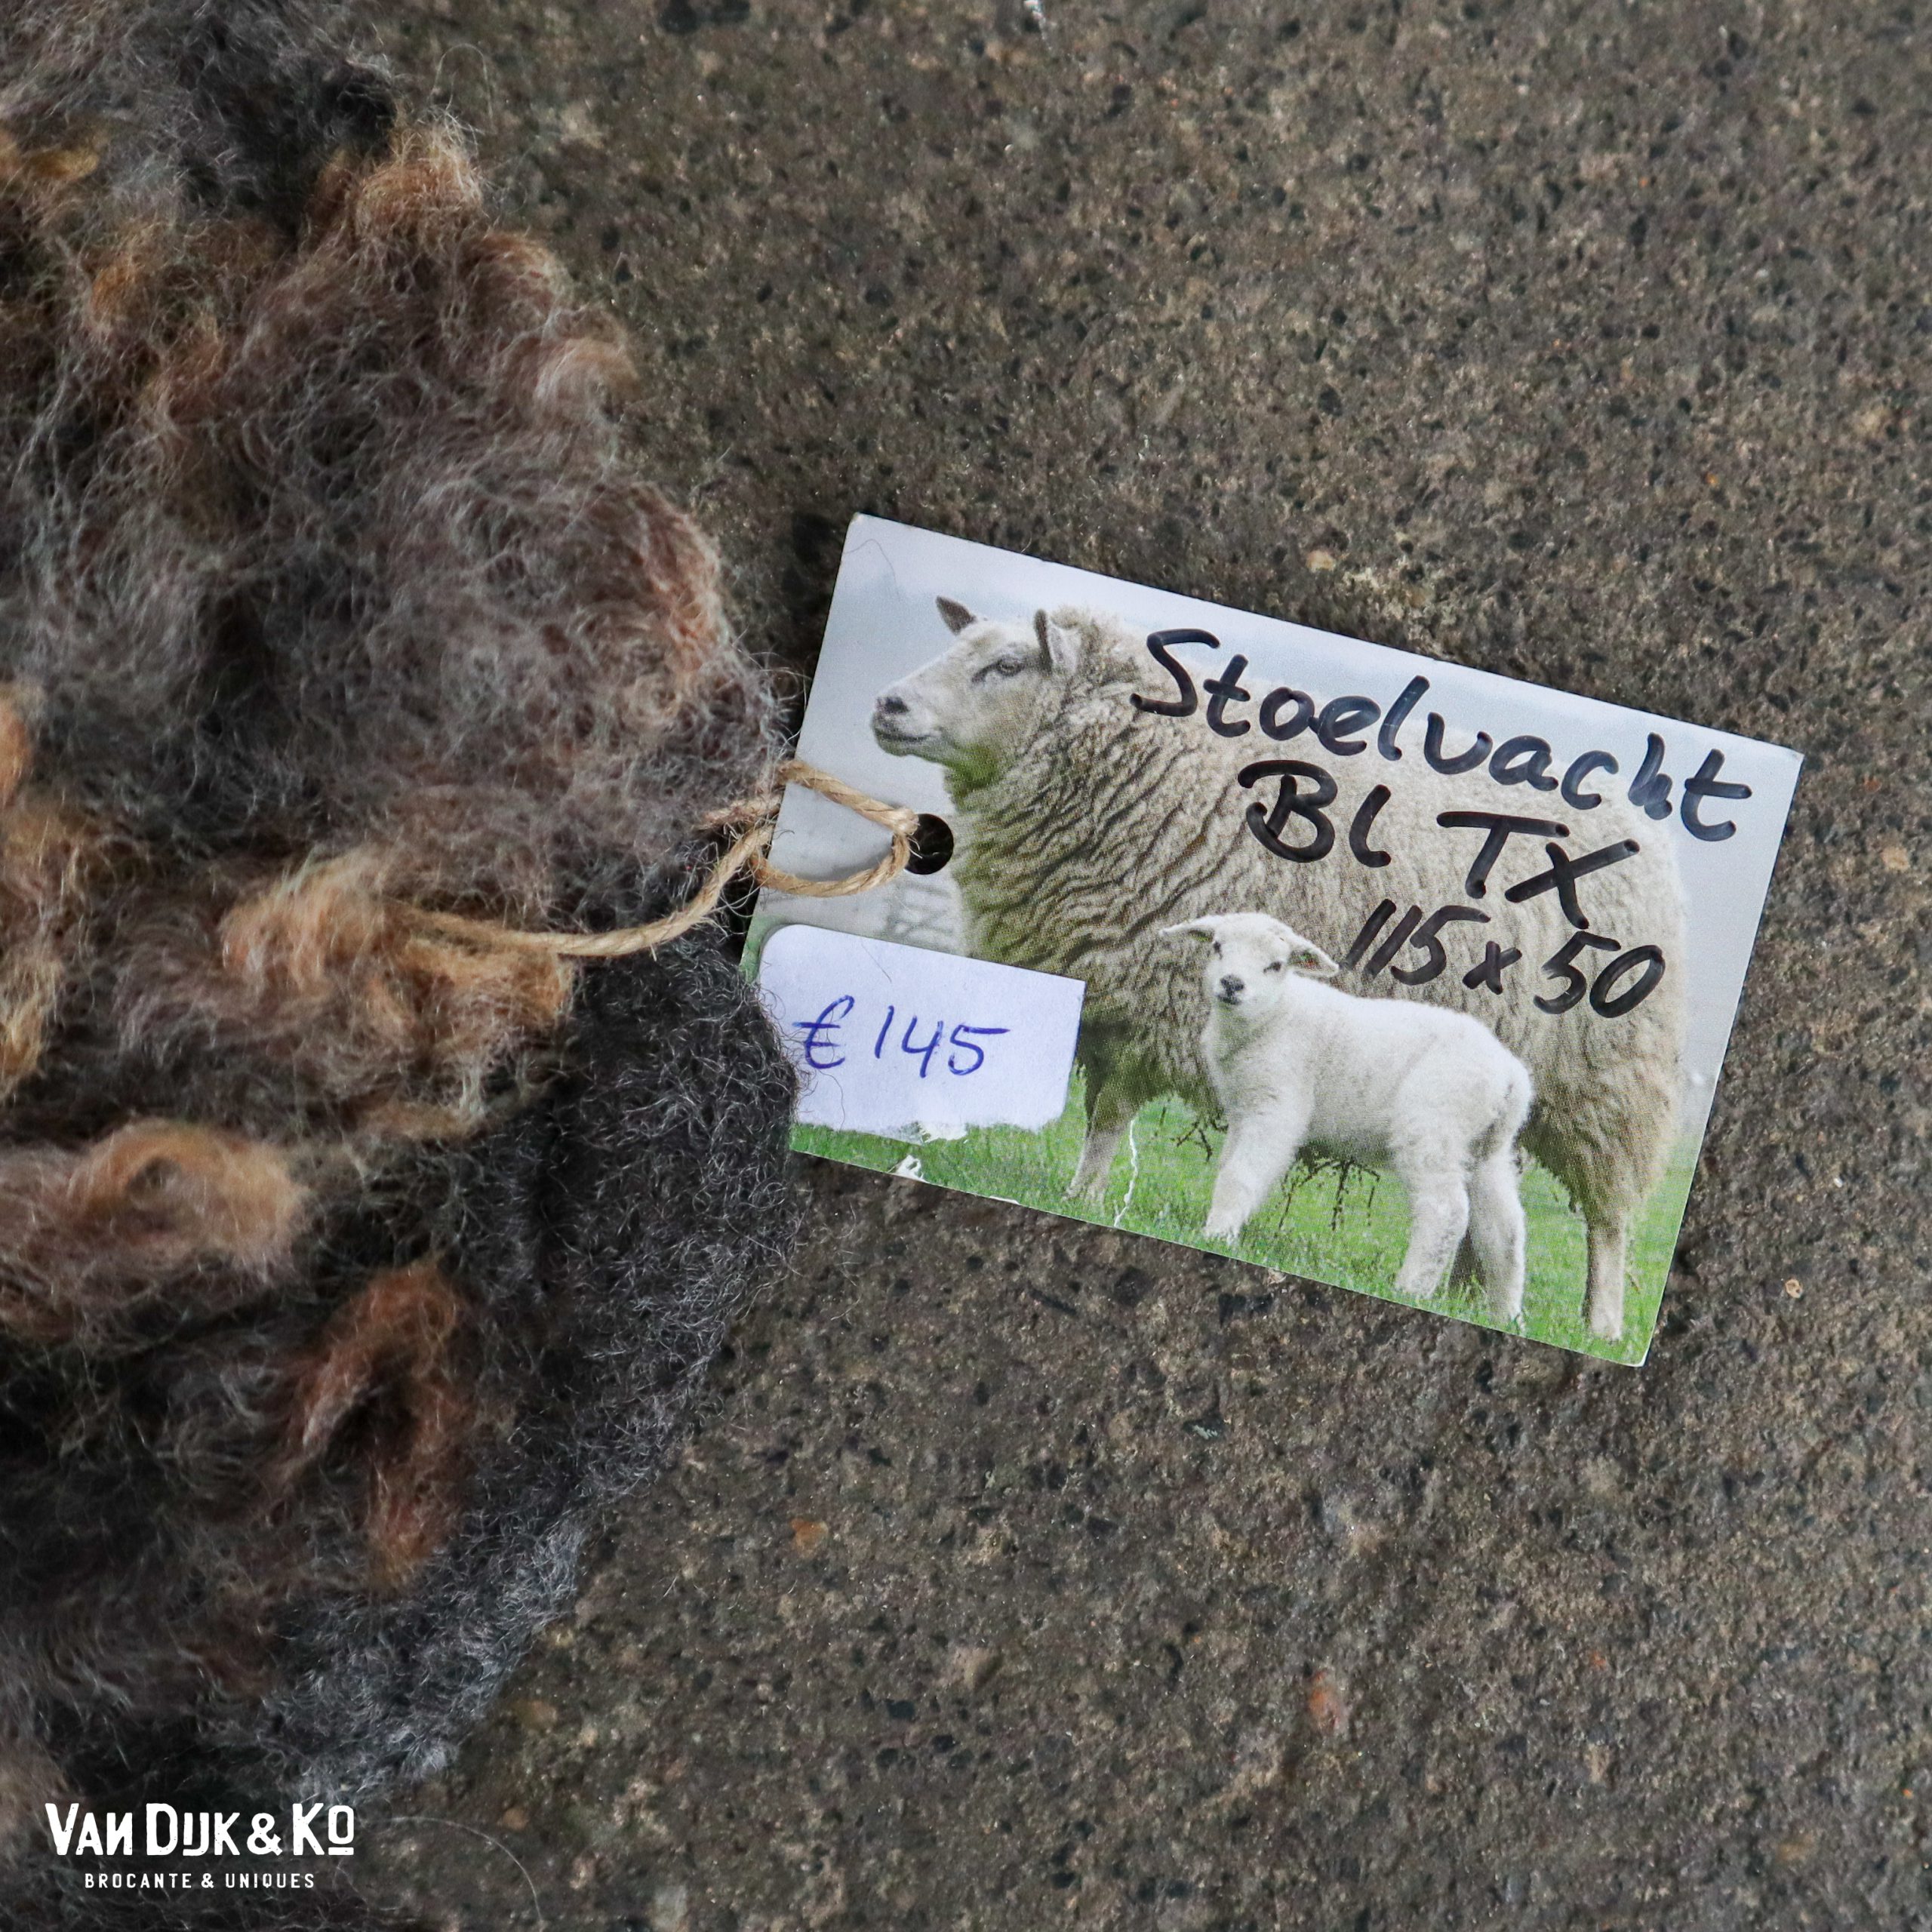 Stoelvacht
Bl TX
115 x 50
€ 145
VAN DIJK & KO
BROCANTE & UNIQUES